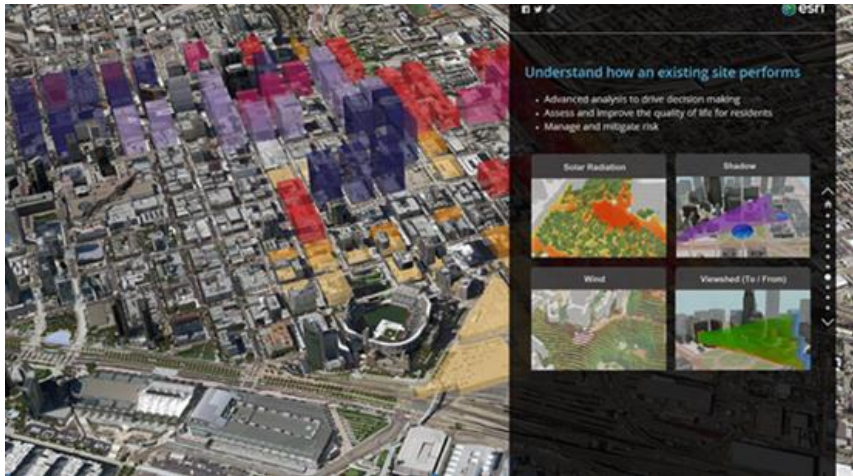 esri
Understand how an existing site performs
• Advanced analysis to drive decision making
• Assess and improve the quality of life for residents
• Manage and mitigate risk
Solar Radiation
Shadow
Wind
Viewshed (To / From)